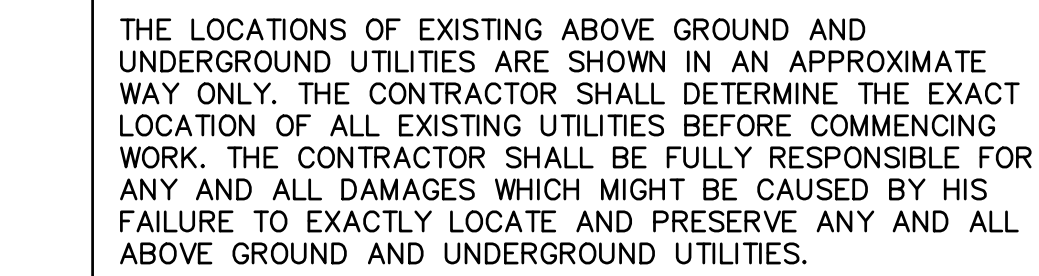 THE LOCATIONS OF EXISTING ABOVE GROUND AND
UNDERGROUND UTILITIES ARE SHOWN IN AN APPROXIMATE
WAY ONLY. THE CONTRACTOR SHALL DETERMINE THE EXACT
LOCATION OF ALL EXISTING UTILITIES BEFORE COMMENCING
WORK. THE CONTRACTOR SHALL BE FULLY RESPONSIBLE FOR
ANY AND ALL DAMAGES WHICH MIGHT BE CAUSED BY HIS
FAILURE TO EXACTLY LOCATE AND PRESERVE ANY AND ALL
ABOVE GROUND AND UNDERGROUND UTILITIES.